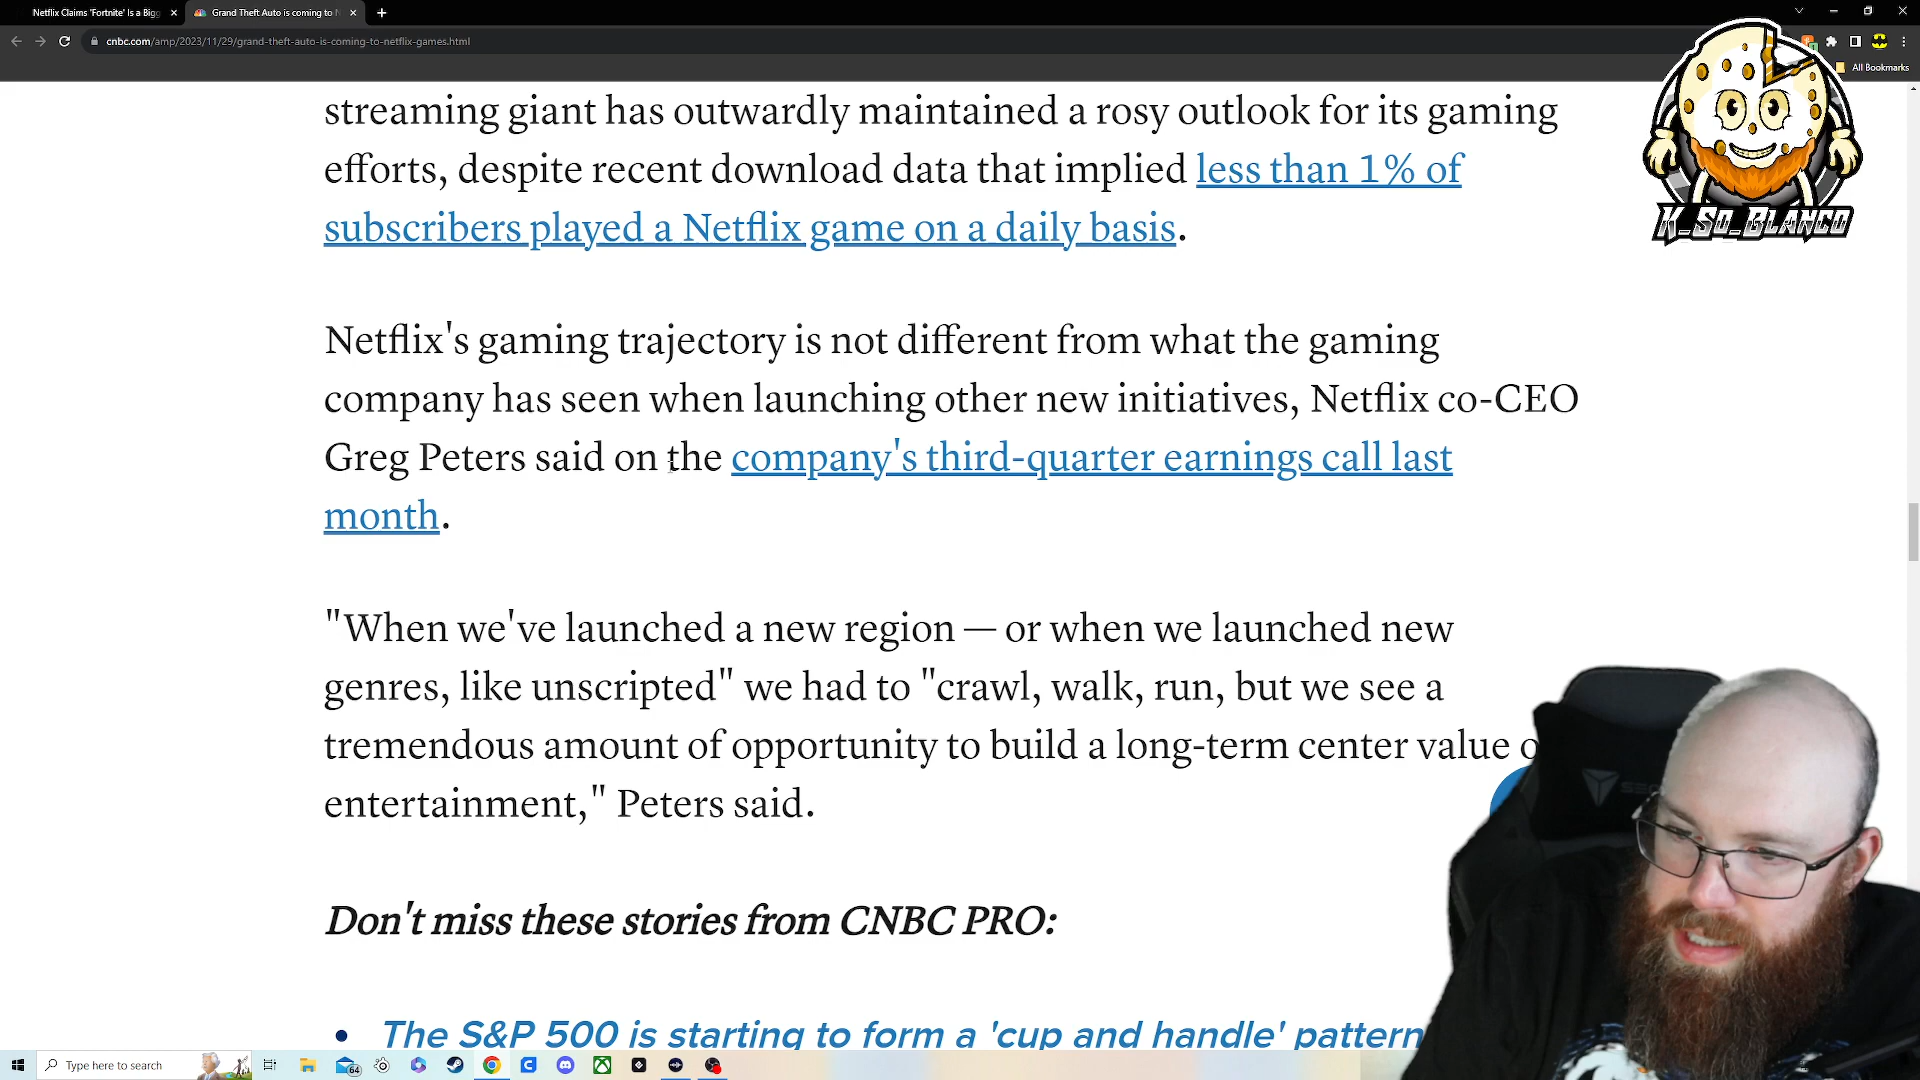 Netflix Claims 'Fortnite' Is a Bigg
Grand Theft Auto is coming to N
cnbc.com/amp/2023/11/29/grand-theft-auto-is-coming-to-netflix-games.html
All Bookmarks
K_So_Blanco
streaming giant has outwardly maintained a rosy outlook for its gaming
efforts, despite recent download data that implied less than 1% of
subscribers played a Netflix game on a daily basis.
Netflix's gaming trajectory is not different from what the gaming
company has seen when launching other new initiatives, Netflix co-CEO
Greg Peters said on the company's third-quarter earnings call last
month.
"When we've launched a new region — or when we launched new
genres, like unscripted" we had to "crawl, walk, run, but we see a
tremendous amount of opportunity to build a long-term center value o
entertainment," Peters said.
Don't miss these stories from CNBC PRO:
• The S&P 500 is starting to form a 'cup and handle' pattern
Type here to search
64